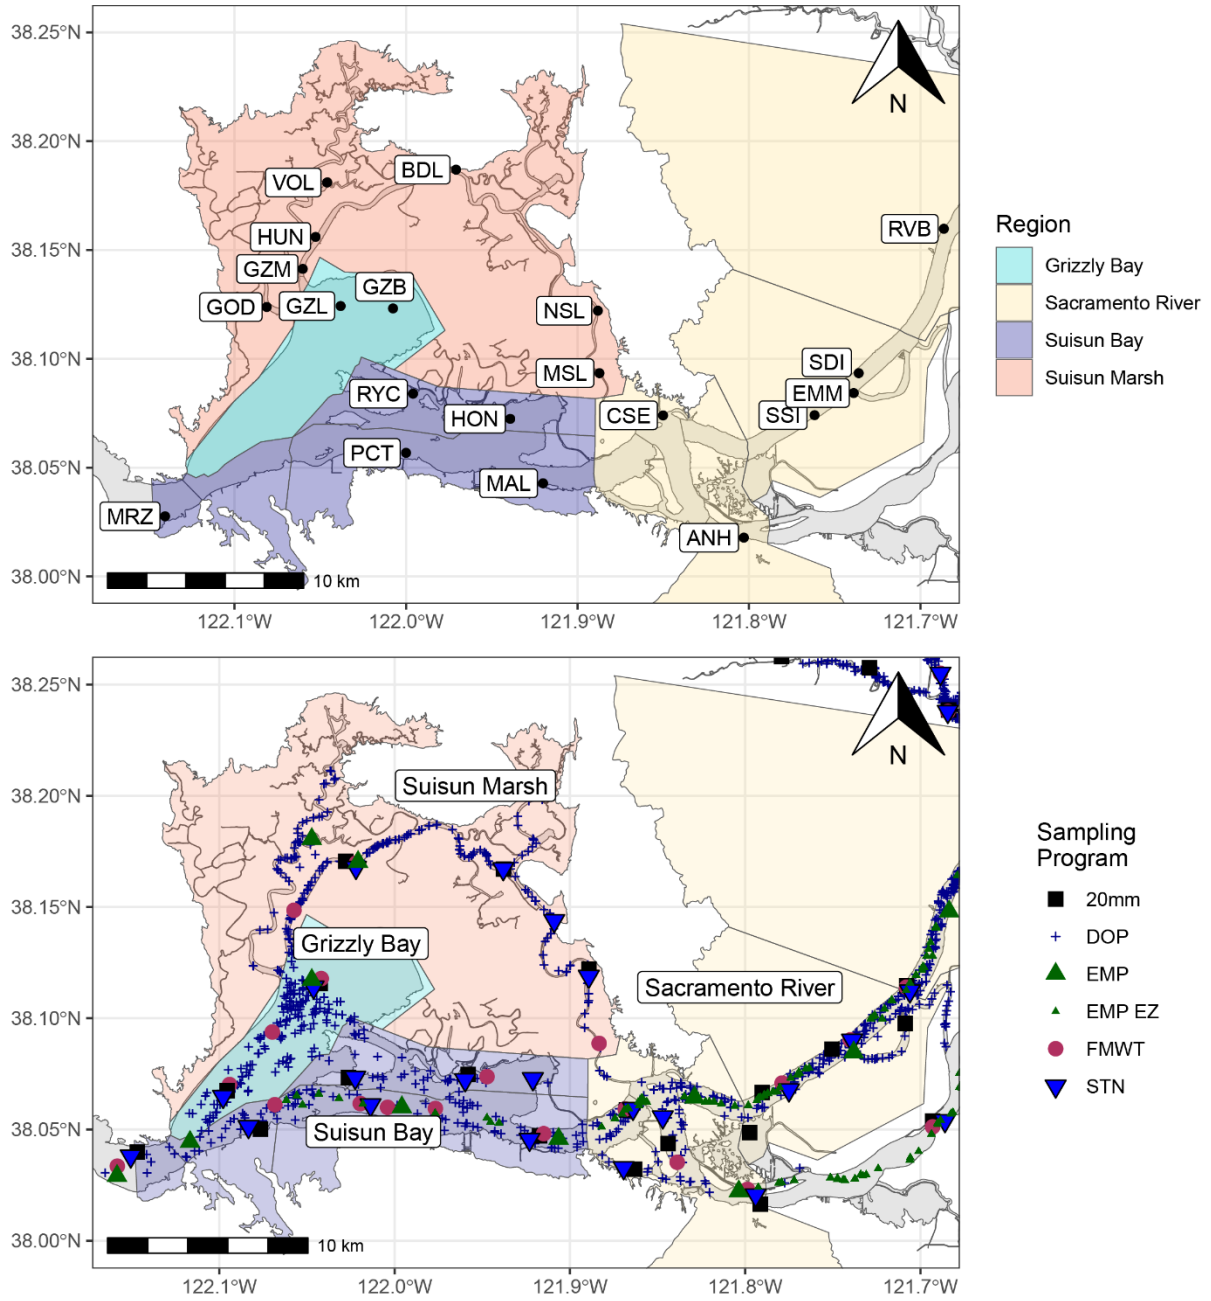 38.25°N
38.20°N
38.15°N
38.10°N
38.05°N
38.00°N
N
BDL
VOL
RVB
HUN
GZM
GZB
GOD
GZL
NSL
SDI
MSL
RYC
EMM
HON
CSE
SSI
PCT
MAL
MRZ
ANH
10 km
122.1°W
122.0°W
121.9°W
121.8°W
121.7°W
Region
Grizzly Bay
Sacramento River
Suisun Bay
Suisun Marsh
38.25°N
38.20°N
38.15°N
38.10°N
38.05°N
38.00°N
N
Suisun Marsh
Grizzly Bay
Sacramento River
Suisun Bay
10 km
122.1°W
122.0°W
121.9°W
121.8°W
121.7°W
Sampling
Program
20mm
DOP
EMP
EMP EZ
FMWT
STN